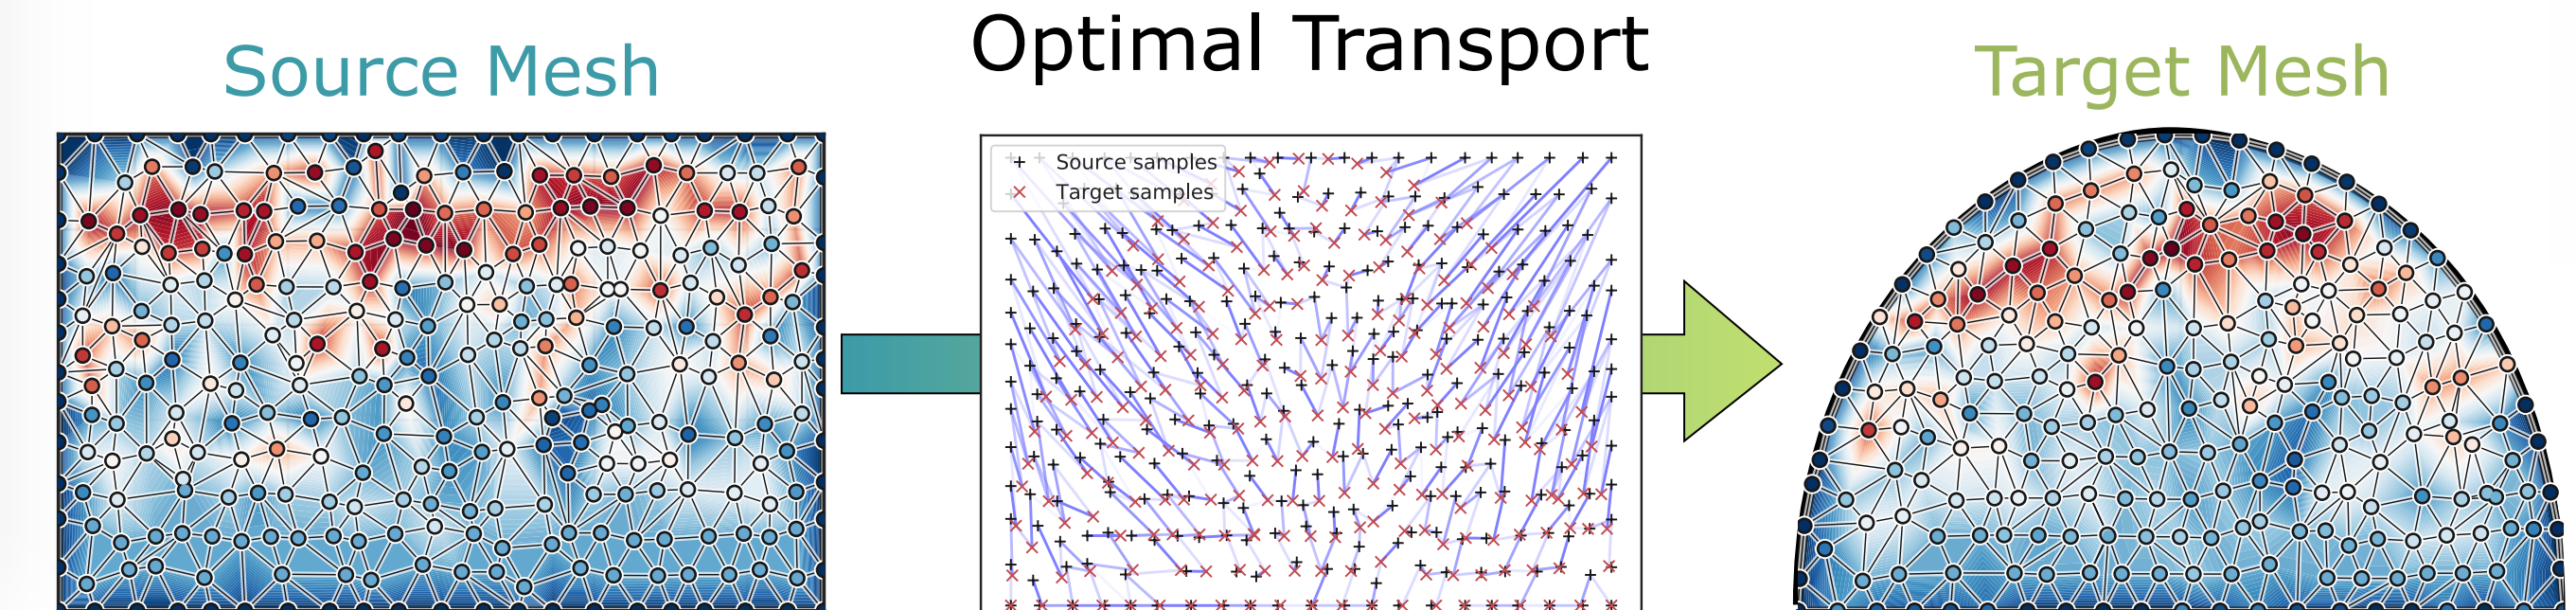 Source Mesh
Optimal Transport
Target Mesh
Source samples
Target samples